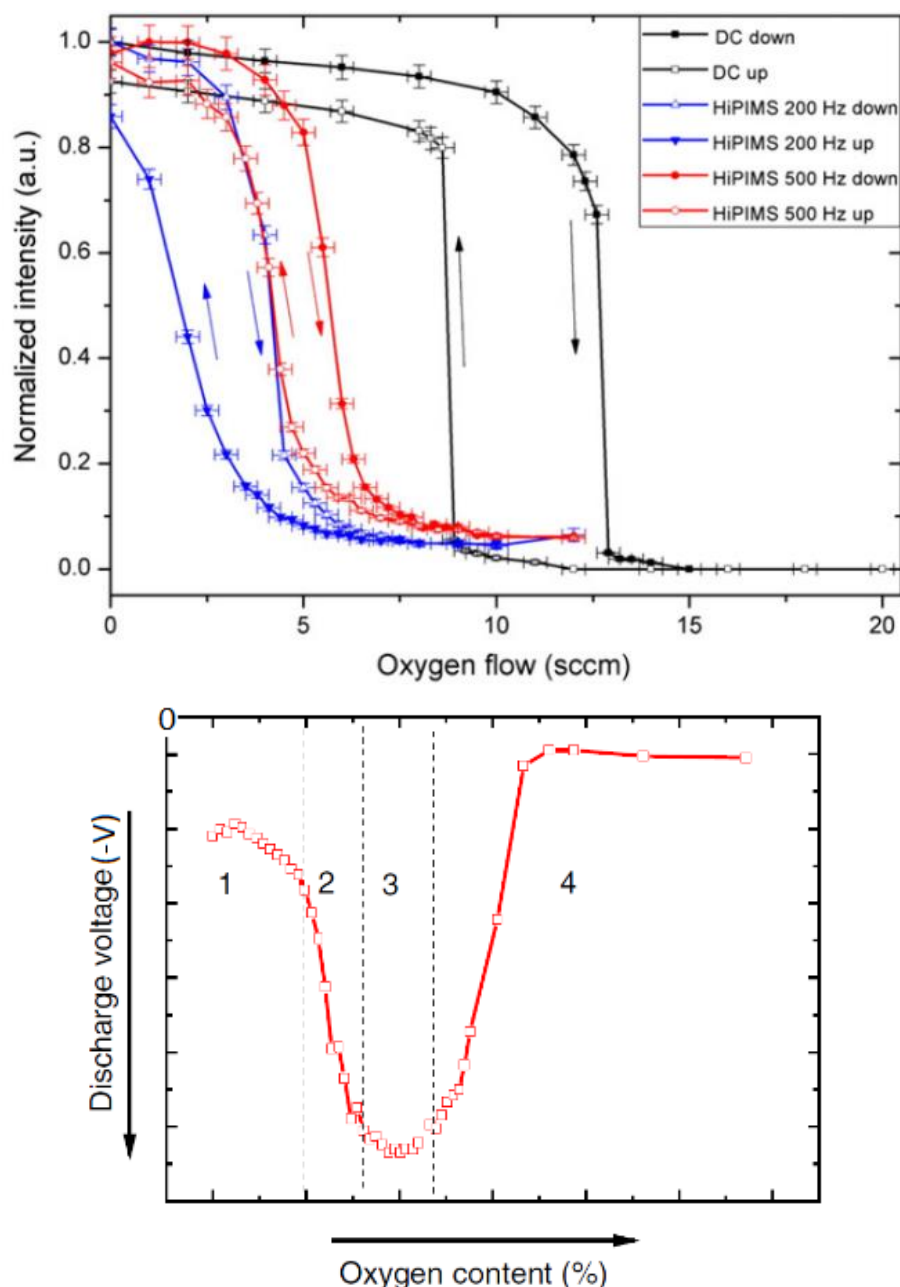 Normalized intensity (a.u.)
1.0
0.8
0.6
0.4
0.2
0.0
DC down
DC up
HiPIMS 200 Hz down
HiPIMS 200 Hz up
HiPIMS 500 Hz down
HiPIMS 500 Hz up
0
5
10
15
20
Oxygen flow (sccm)
0
Discharge voltage (-V)
1
2
3
4
Oxygen content (%)